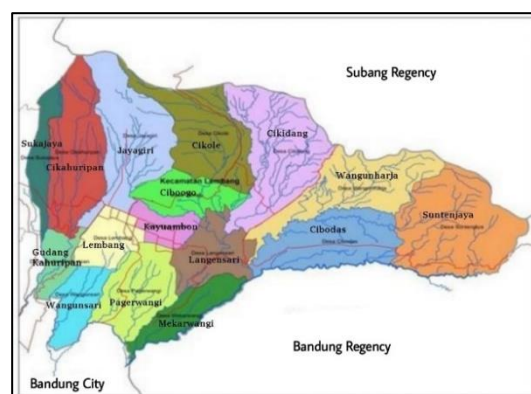 Subang Regency
Sukajaya
Cikahuripan
Jayagiri
Cikole
Cikidang
Kecamatan Lembang
Cibogo
Wangunharja
Suntenjaya
Cibodas
Kayuambon
Lembang
Langensari
Gudang
Kahuripan
Wangunsari
Pagerwangi
Mekarwangi
Bandung Regency
Bandung City